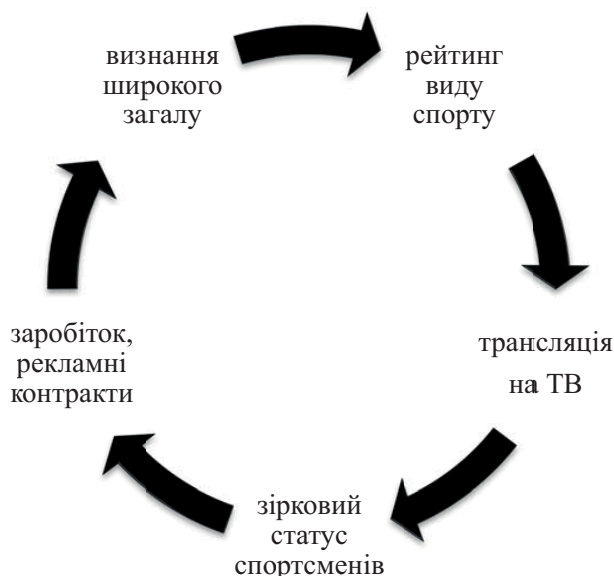 визнання
широкого
загалу
рейтинг
виду
спорту
трансляція
на ТВ
зірковий
статус
спортсменів
заробіток,
рекламні
контракти